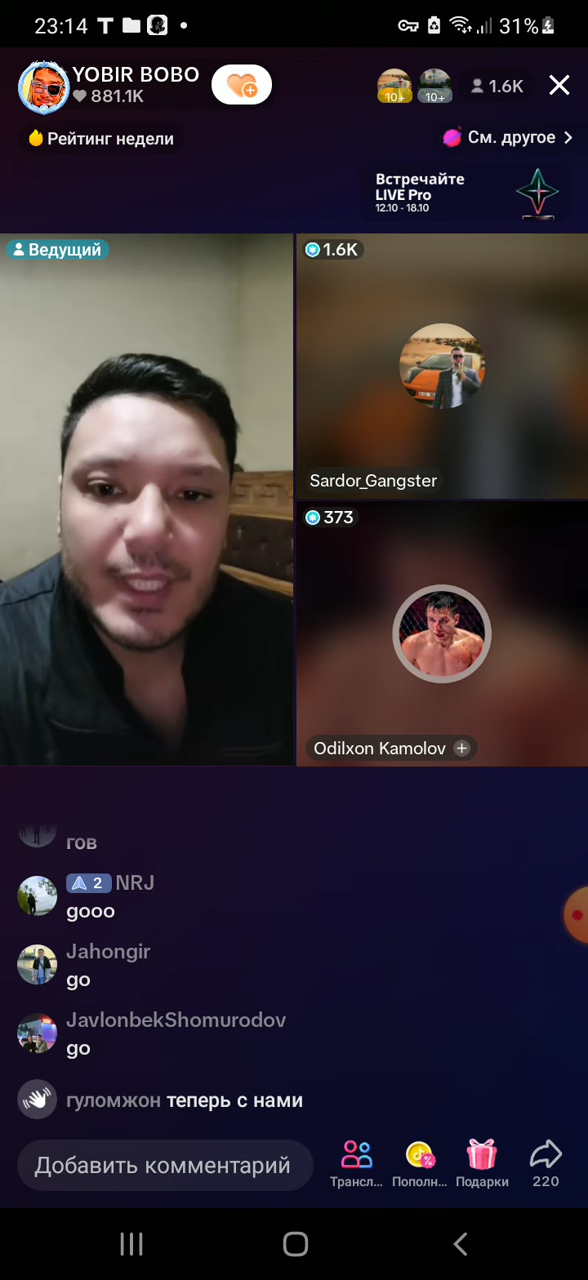 23:14
31%
YOBIR BOBO
881.1K
10+
10+
1.6K
Рейтинг недели
См. другое
Встречайте
LIVE Pro
12.10 - 18.10
Ведущий
1.6K
Sardor_Gangster
373
Odilxon Kamolov
гов
2 NRJ
gooo
Jahongir
go
JavlonbekShomurodov
go
гуломжон теперь с нами
Добавить комментарий
Трансл...
Пополн...
Подарки
220